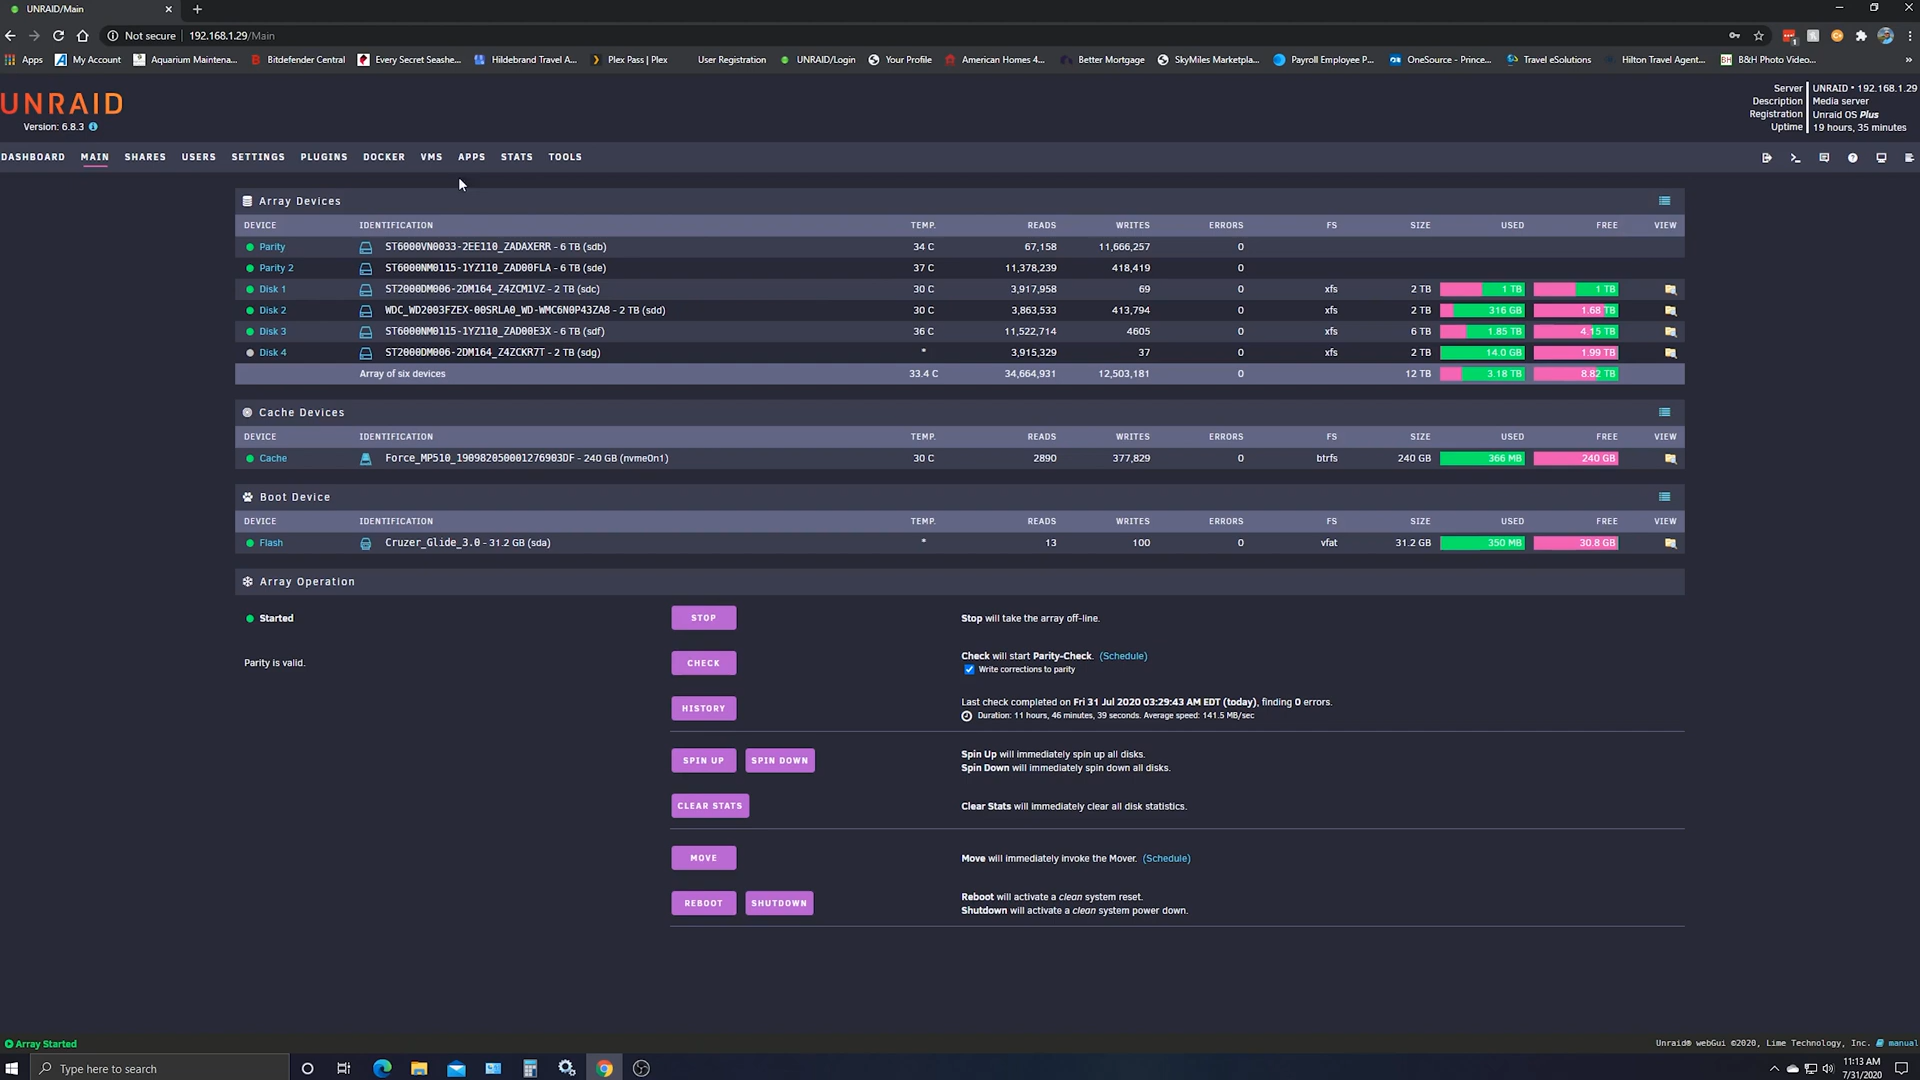 UNRAID/Main
Not secure 192.168.1.29/Main
Apps My Account Aquarium Maintena... Bitdefender Central Every Secret Seashe... Hildebrand Travel A... Plex Pass | Plex User Registration UNRAID/Login Your Profile American Homes 4... Better Mortgage SkyMiles Marketpla... Payroll Employee P... OneSource - Prince... Travel eSolutions Hilton Travel Agent... B&H Photo Video...
UNRAID
Version: 6.8.3
Server UNRAID • 192.168.1.29
Description Media server
Registration Unraid OS Plus
Uptime 19 hours, 35 minutes
DASHBOARD MAIN SHARES USERS SETTINGS PLUGINS DOCKER VMS APPS STATS TOOLS
Array Devices
DEVICE IDENTIFICATION TEMP. READS WRITES ERRORS FS SIZE USED FREE VIEW
Parity ST6000VN0033-2EE110_ZADAXERR - 6 TB (sdb) 34 C 67,158 11,666,257 0
Parity 2 ST6000NM0115-1YZ110_ZAD00FLA - 6 TB (sde) 37 C 11,378,239 418,419 0
Disk 1 ST2000DM006-2DM164_Z4ZCM1VZ - 2 TB (sdc) 30 C 3,917,958 69 0 xfs 2 TB 1 TB 1 TB
Disk 2 WDC_WD2003FZEX-00SRLA0_WD-WMC6N0P43ZA8 - 2 TB (sdd) 30 C 3,863,533 413,794 0 xfs 2 TB 316 GB 1.68 TB
Disk 3 ST6000NM0115-1YZ110_ZAD00E3X - 6 TB (sdf) 36 C 11,522,714 4605 0 xfs 6 TB 1.85 TB 4.15 TB
Disk 4 ST2000DM006-2DM164_Z4ZCKR7T - 2 TB (sdg) * 3,915,329 37 0 xfs 2 TB 14.0 GB 1.99 TB
Array of six devices 33.4 C 34,664,931 12,503,181 0 12 TB 3.18 TB 8.82 TB
Cache Devices
DEVICE IDENTIFICATION TEMP. READS WRITES ERRORS FS SIZE USED FREE VIEW
Cache Force_MP510_190982050001276903DF - 240 GB (nvme0n1) 30 C 2890 377,829 0 btrfs 240 GB 366 MB 240 GB
Boot Device
DEVICE IDENTIFICATION TEMP. READS WRITES ERRORS FS SIZE USED FREE VIEW
Flash Cruzer_Glide_3.0 - 31.2 GB (sda) * 13 100 0 vfat 31.2 GB 350 MB 30.8 GB
Array Operation
Started STOP Stop will take the array off-line.
Parity is valid. CHECK Check will start Parity-Check. (Schedule)
Write corrections to parity
HISTORY Last check completed on Fri 31 Jul 2020 03:29:43 AM EDT (today), finding 0 errors.
Duration: 11 hours, 46 minutes, 39 seconds. Average speed: 141.5 MB/sec
SPIN UP SPIN DOWN Spin Up will immediately spin up all disks.
Spin Down will immediately spin down all disks.
CLEAR STATS Clear Stats will immediately clear all disk statistics.
MOVE Move will immediately invoke the Mover. (Schedule)
REBOOT SHUTDOWN Reboot will activate a clean system reset.
Shutdown will activate a clean system power down.
Array Started
Unraid® webGui ©2020, Lime Technology, Inc. manual
Type here to search
11:13 AM
7/31/2020